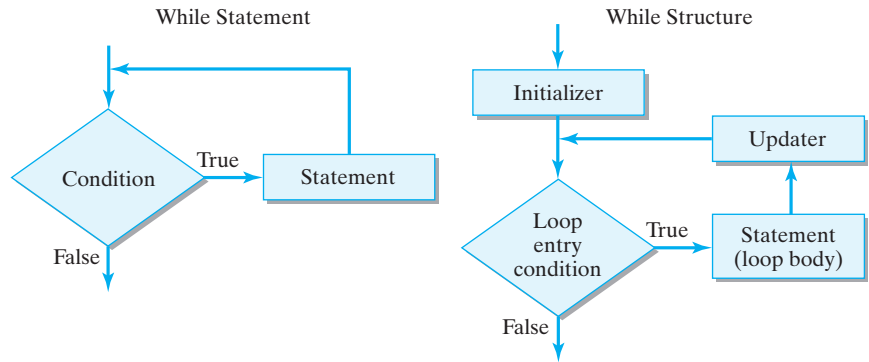 While Statement
Condition
True
Statement
False
While Structure
Initializer
Updater
Loop
entry
condition
True
Statement
(loop body)
False